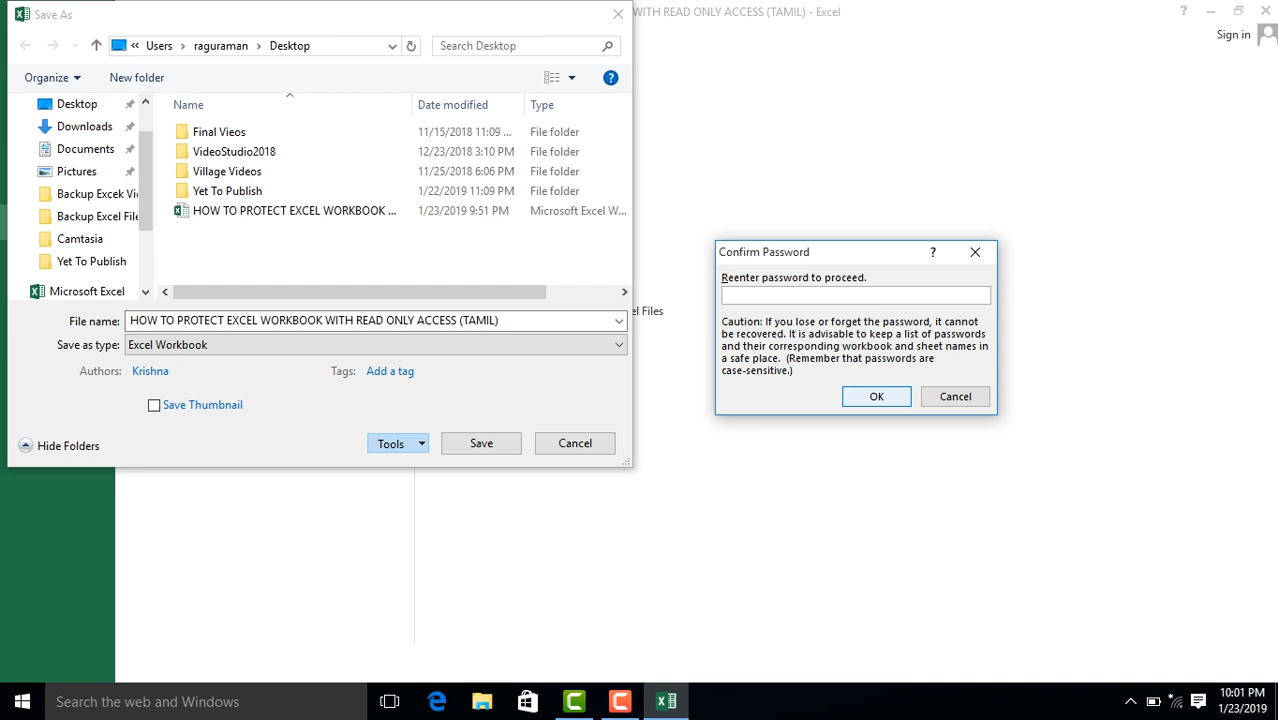 Save As
WITH READ ONLY ACCESS (TAMIL) - Excel
?
Sign in
« Users › raguraman › Desktop
Search Desktop
Organize
New folder
?
Name
Date modified
Type
Desktop
Downloads
Documents
Pictures
Backup Excek Vi
Backup Excel File
Camtasia
Yet To Publish
Microsoft Excel
Final Vieos 11/15/2018 11:09 ... File folder
VideoStudio2018 12/23/2018 3:10 PM File folder
Village Videos 11/25/2018 6:06 PM File folder
Yet To Publish 1/22/2019 11:09 PM File folder
HOW TO PROTECT EXCEL WORKBOOK ... 1/23/2019 9:51 PM Microsoft Excel W...
File name: HOW TO PROTECT EXCEL WORKBOOK WITH READ ONLY ACCESS (TAMIL)
Save as type: Excel Workbook
Authors: Krishna
Tags: Add a tag
Save Thumbnail
Hide Folders
Tools
Save
Cancel
el Files
Confirm Password
?
Reenter password to proceed.
Caution: If you lose or forget the password, it cannot
be recovered. It is advisable to keep a list of passwords
and their corresponding workbook and sheet names in
a safe place. (Remember that passwords are
case-sensitive.)
OK
Cancel
Search the web and Windows
10:01 PM
1/23/2019